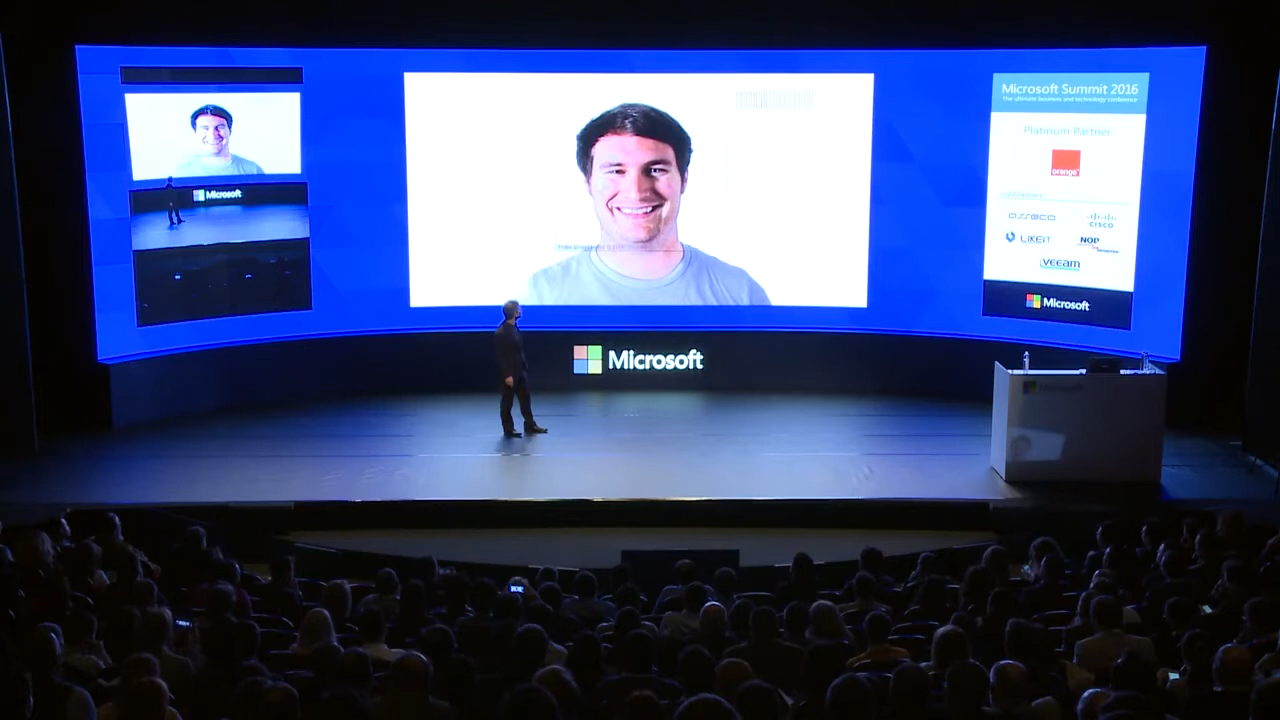 Microsoft Summit 2016
The ultimate business and technology conference
Platinum Partner
orange
asseco
CISCO
LIKEIT
NOD
veeam
Microsoft
Microsoft
Microsoft